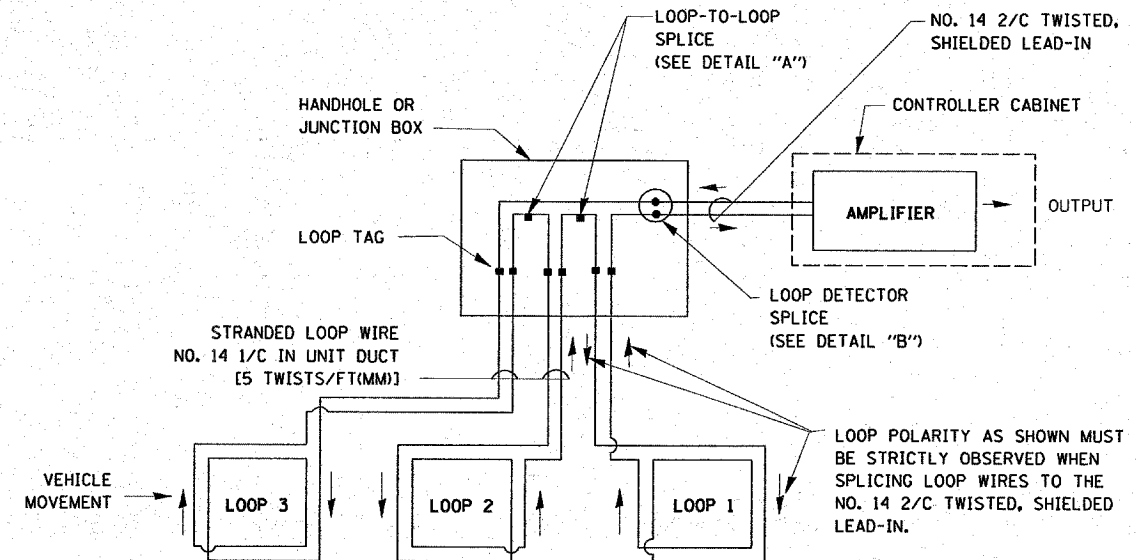 LOOP-TO-LOOP
SPLICE
(SEE DETAIL "A")
NO. 14 2/C TWISTED,
SHIELDED LEAD-IN
HANDHOLE OR
JUNCTION BOX
CONTROLLER CABINET
AMPLIFIER
OUTPUT
LOOP TAG
LOOP DETECTOR
SPLICE
(SEE DETAIL "B")
STRANDED LOOP WIRE
NO. 14 1/C IN UNIT DUCT
[5 TWISTS/FT(MM)]
VEHICLE
MOVEMENT
LOOP 3
LOOP 2
LOOP 1
LOOP POLARITY AS SHOWN MUST
BE STRICTLY OBSERVED WHEN
SPLICING LOOP WIRES TO THE
NO. 14 2/C TWISTED, SHIELDED
LEAD-IN.